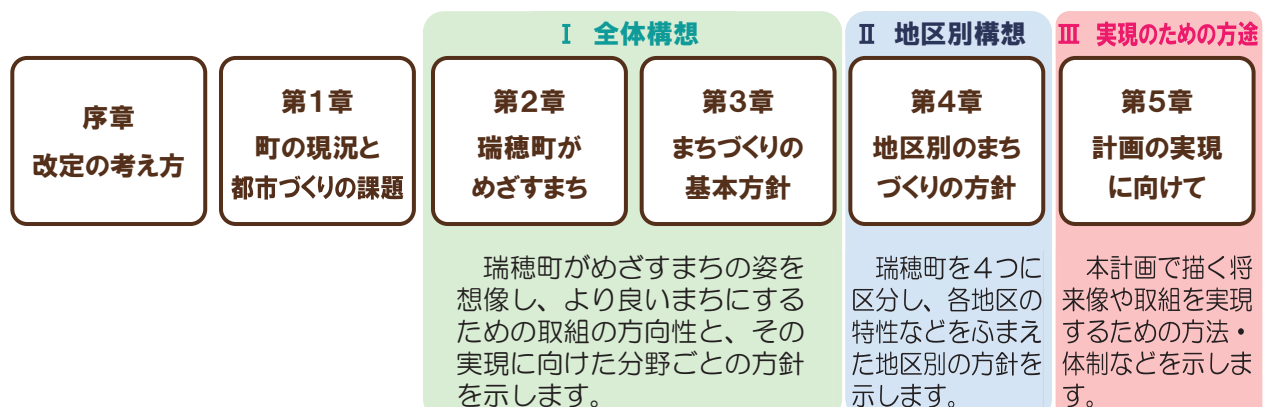 序章
改定の考え方
第1章
町の現況と
都市づくりの課題
Ⅰ 全体構想
第2章
瑞穂町が
めざすまち
第3章
まちづくりの
基本方針
瑞穂町がめざすまちの姿を
想像し、より良いまちにする
ための取組の方向性と、その
実現に向けた分野ごとの方針
を示します。
Ⅱ 地区別構想
第4章
地区別のまち
づくりの方針
瑞穂町を4つに
区分し、各地区の
特性などをふまえ
た地区別の方針を
示します。
Ⅲ 実現のための方途
第5章
計画の実現
に向けて
本計画で描く将
来像や取組を実現
するための方法・
体制などを示しま
す。